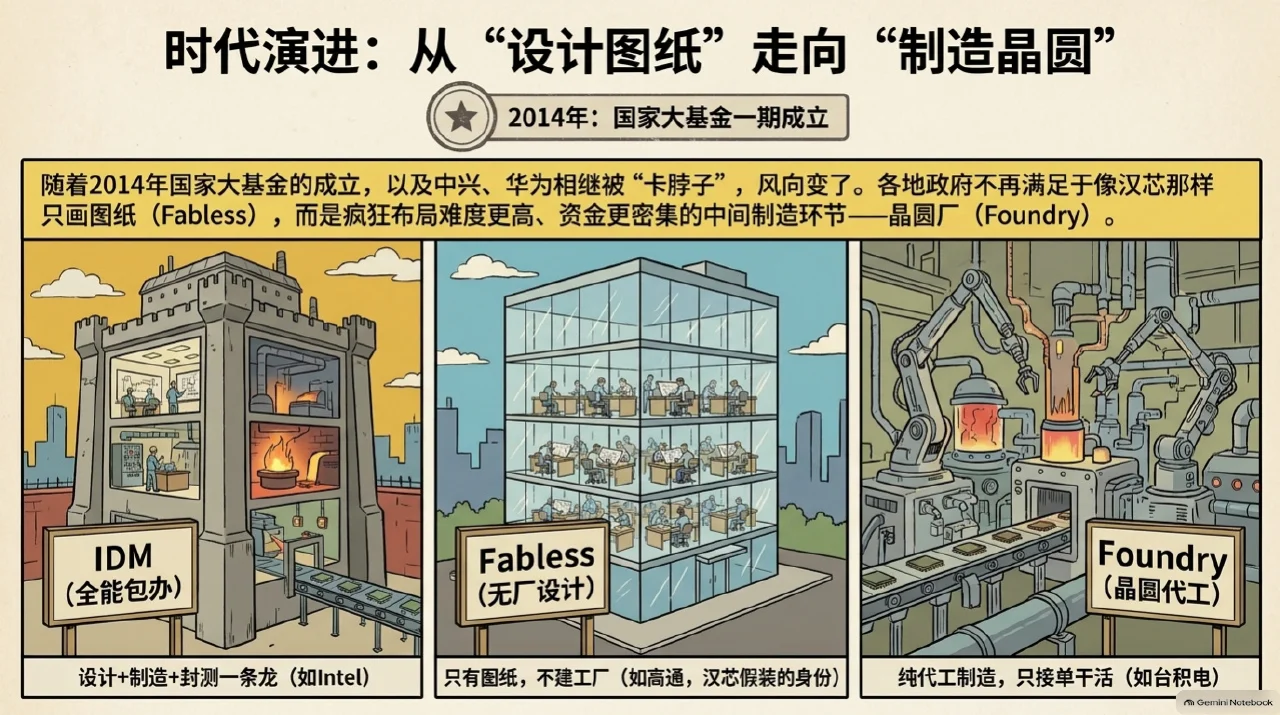 时代演进：从“设计图纸”走向“制造晶圆”
2014年：国家大基金一期成立
随着2014年国家大基金的成立，以及中兴、华为相继被“卡脖子”，风向变了。各地政府不再满足于像汉芯那样
只画图纸（Fabless），而是疯狂布局难度更高、资金更密集的中间制造环节——晶圆厂（Foundry）。
IDM
（全能包办）
设计+制造+封测一条龙（如Intel）
Fabless
（无厂设计）
只有图纸，不建工厂（如高通，汉芯假装的身份）
Foundry
（晶圆代工）
纯代工制造，只接单干活（如台积电）
Gemini Notebook